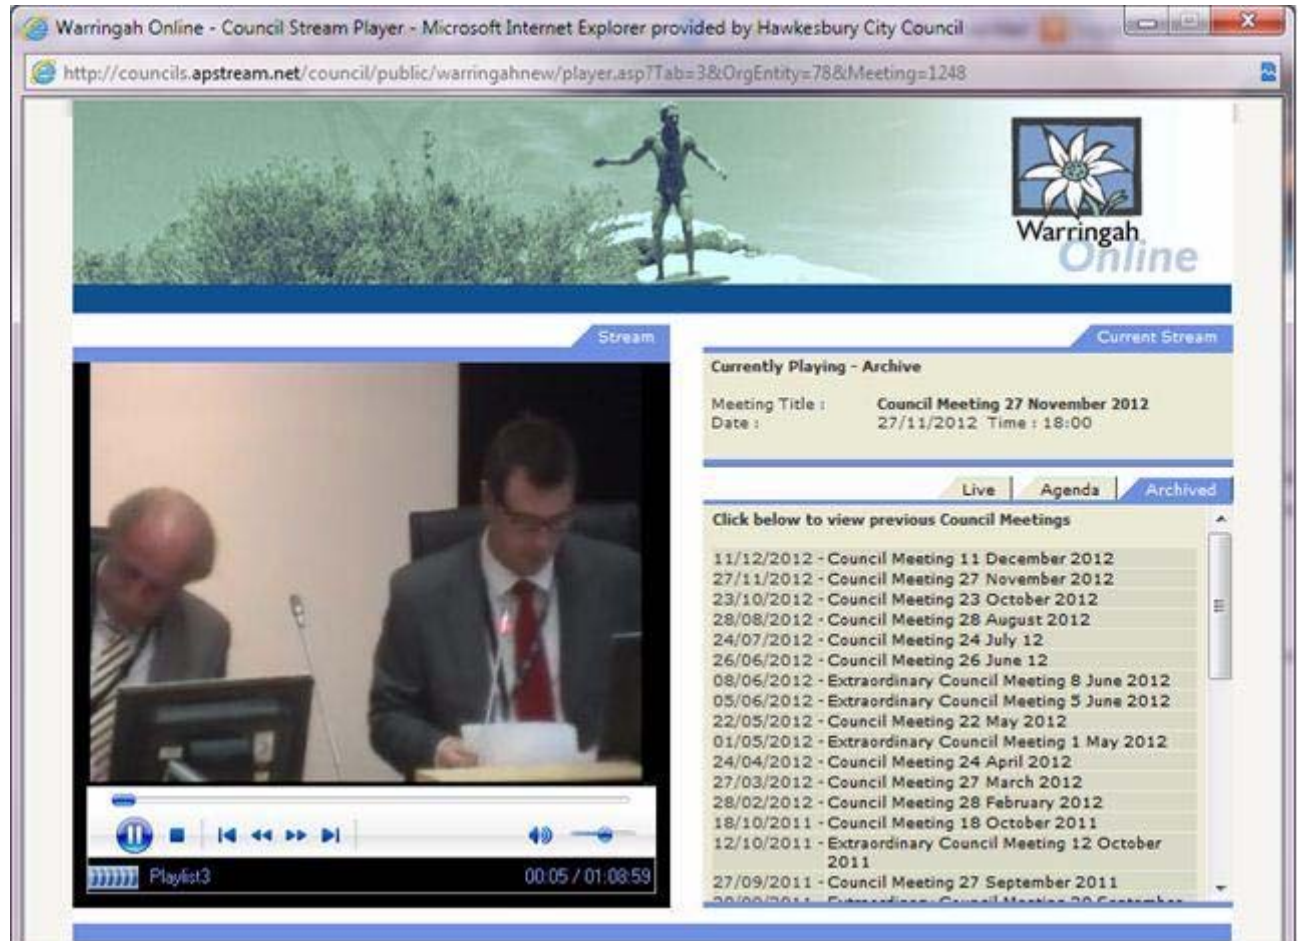 Warringah Online - Council Stream Player - Microsoft Internet Explorer provided by Hawkesbury City Council
http://councils.apstream.net/council/public/warringahnew/player.asp?Tab=3&OrgEntity=78&Meeting=1248
Warringah
Online
Stream
Current Stream
Currently Playing - Archive
Meeting Title : Council Meeting 27 November 2012
Date : 27/11/2012 Time : 18:00
Live Agenda Archived
Click below to view previous Council Meetings
11/12/2012 - Council Meeting 11 December 2012
27/11/2012 - Council Meeting 27 November 2012
23/10/2012 - Council Meeting 23 October 2012
28/08/2012 - Council Meeting 28 August 2012
24/07/2012 - Council Meeting 24 July 12
26/06/2012 - Council Meeting 26 June 12
08/06/2012 - Extraordinary Council Meeting 8 June 2012
05/06/2012 - Extraordinary Council Meeting 5 June 2012
22/05/2012 - Council Meeting 22 May 2012
01/05/2012 - Extraordinary Council Meeting 1 May 2012
24/04/2012 - Council Meeting 24 April 2012
27/03/2012 - Council Meeting 27 March 2012
28/02/2012 - Council Meeting 28 February 2012
18/10/2011 - Council Meeting 18 October 2011
12/10/2011 - Extraordinary Council Meeting 12 October
2011
27/09/2011 - Council Meeting 27 September 2011
Extraordinary Council Meeting 20 September
Playlist3 00:05 / 01:08:59